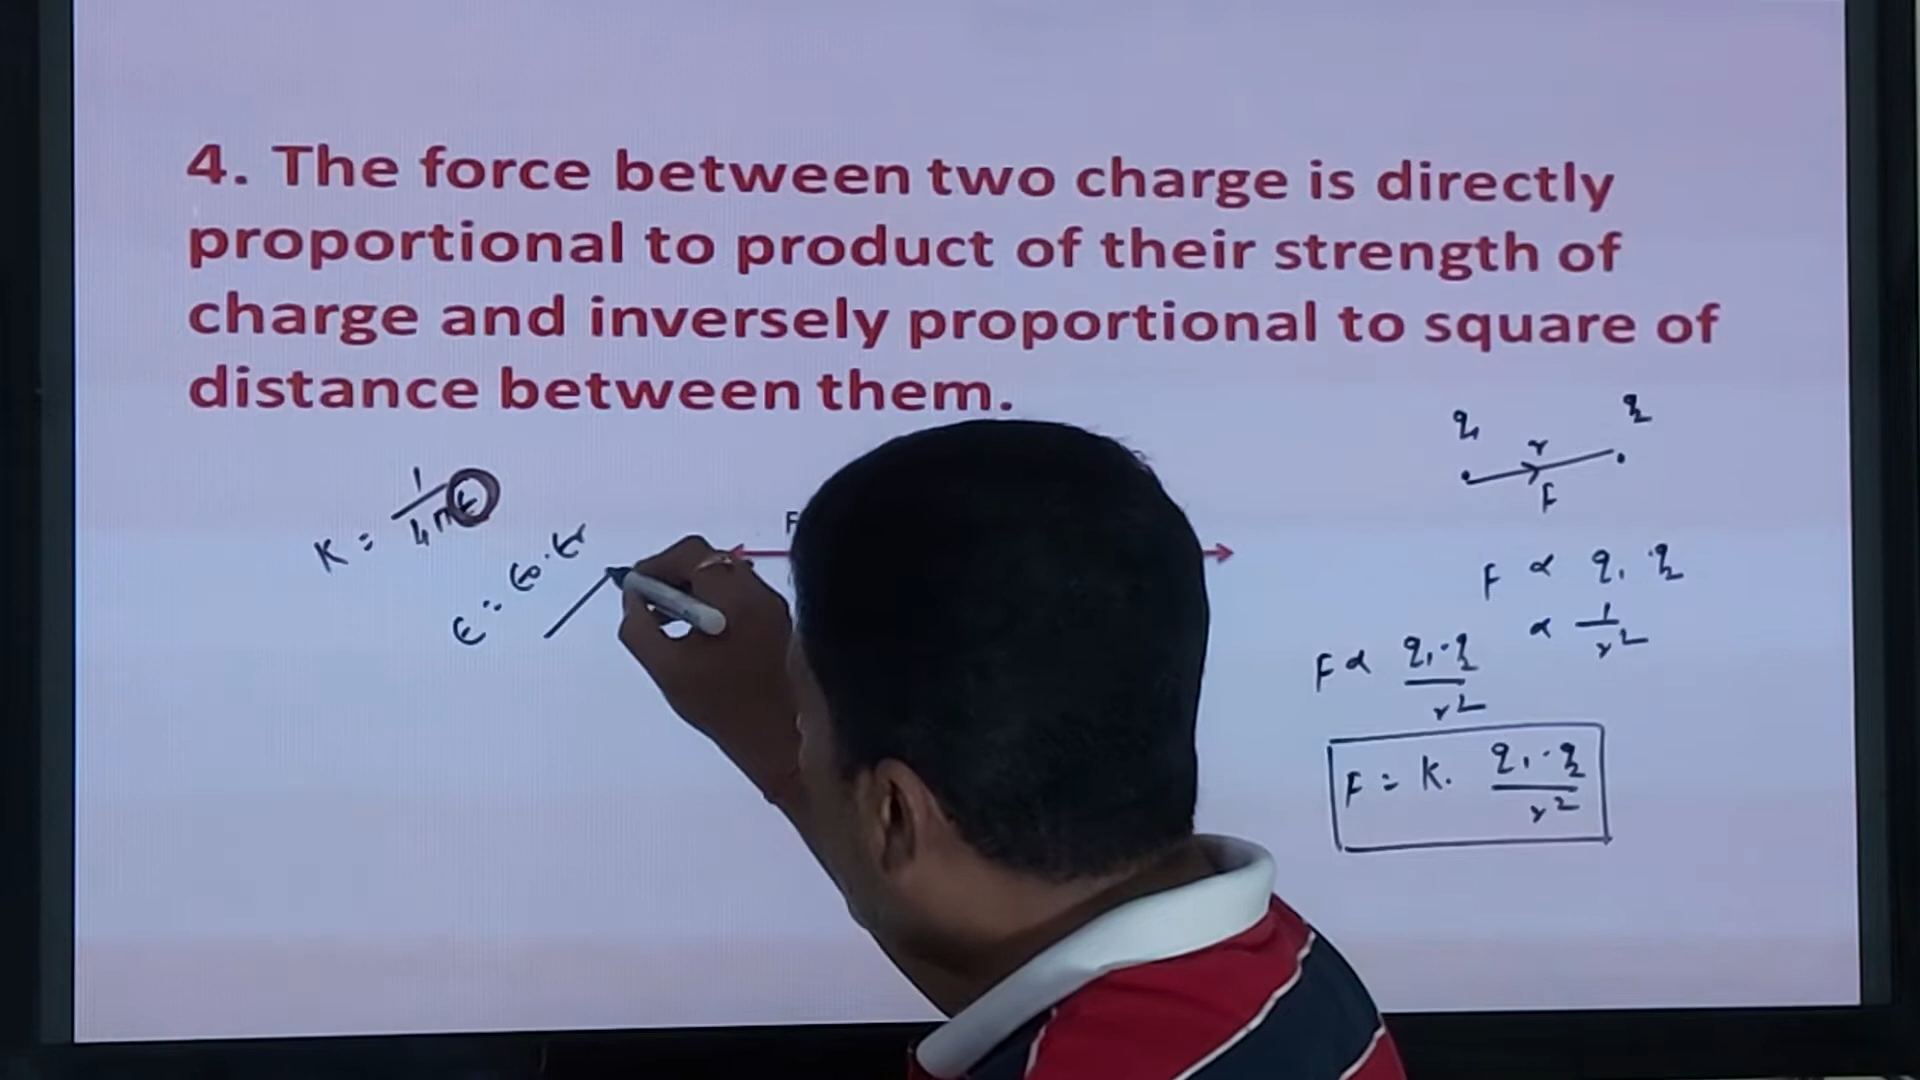 4. The force between two charge is directly
proportional to product of their strength of
charge and inversely proportional to square of
distance between them.
q₁ q₂
r
F
K = 1/4πϵ
ϵ = ϵ₀.ϵr
F
F ∝ q₁ q₂
∝ 1/r²
F ∝ q₁.q₂/r²
F = K. q₁.q₂/r²